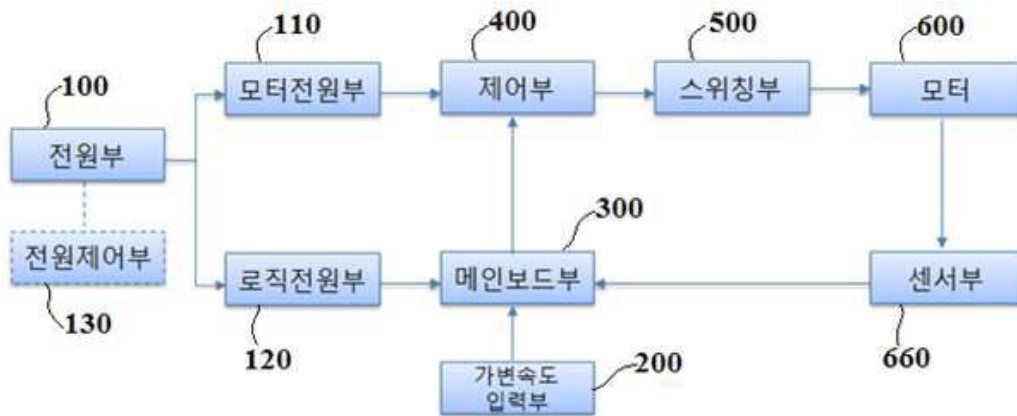 110
400
500
600
모터전원부
제어부
스위칭부
모터
100
전원부
300
전원제어부
로직전원부
메인보드부
센서부
130
120
660
가변속도
입력부
200